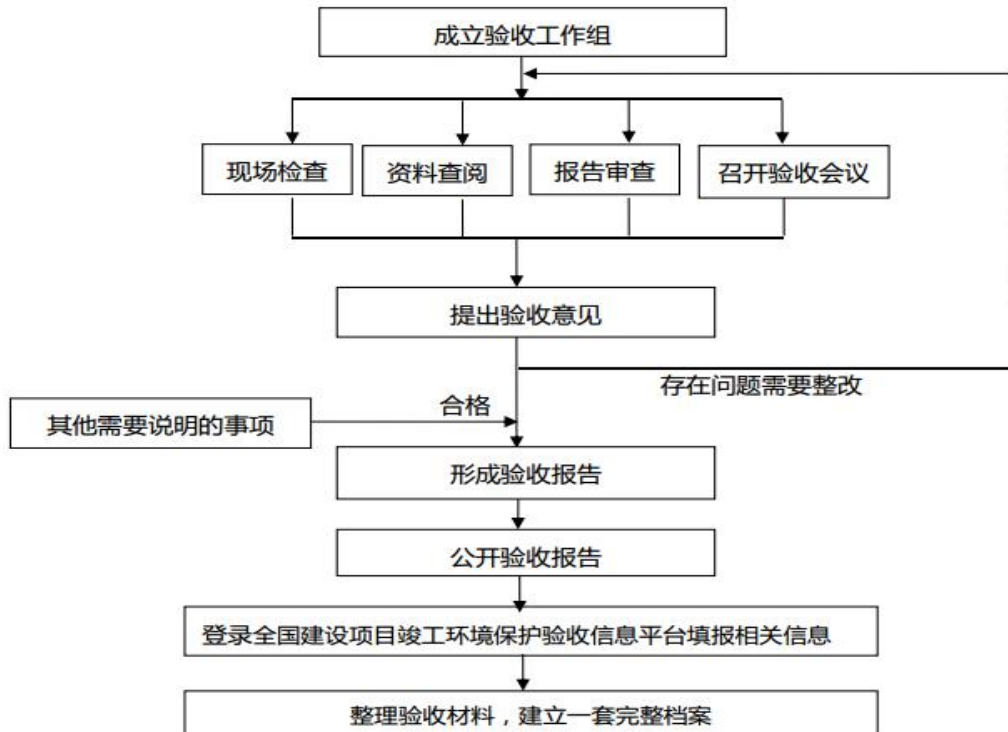 成立验收工作组
现场检查
资料查阅
报告审查
召开验收会议
提出验收意见
存在问题需要整改
合格
其他需要说明的事项
形成验收报告
公开验收报告
登录全国建设项目竣工环境保护验收信息平台填报相关信息
整理验收材料，建立一套完整档案